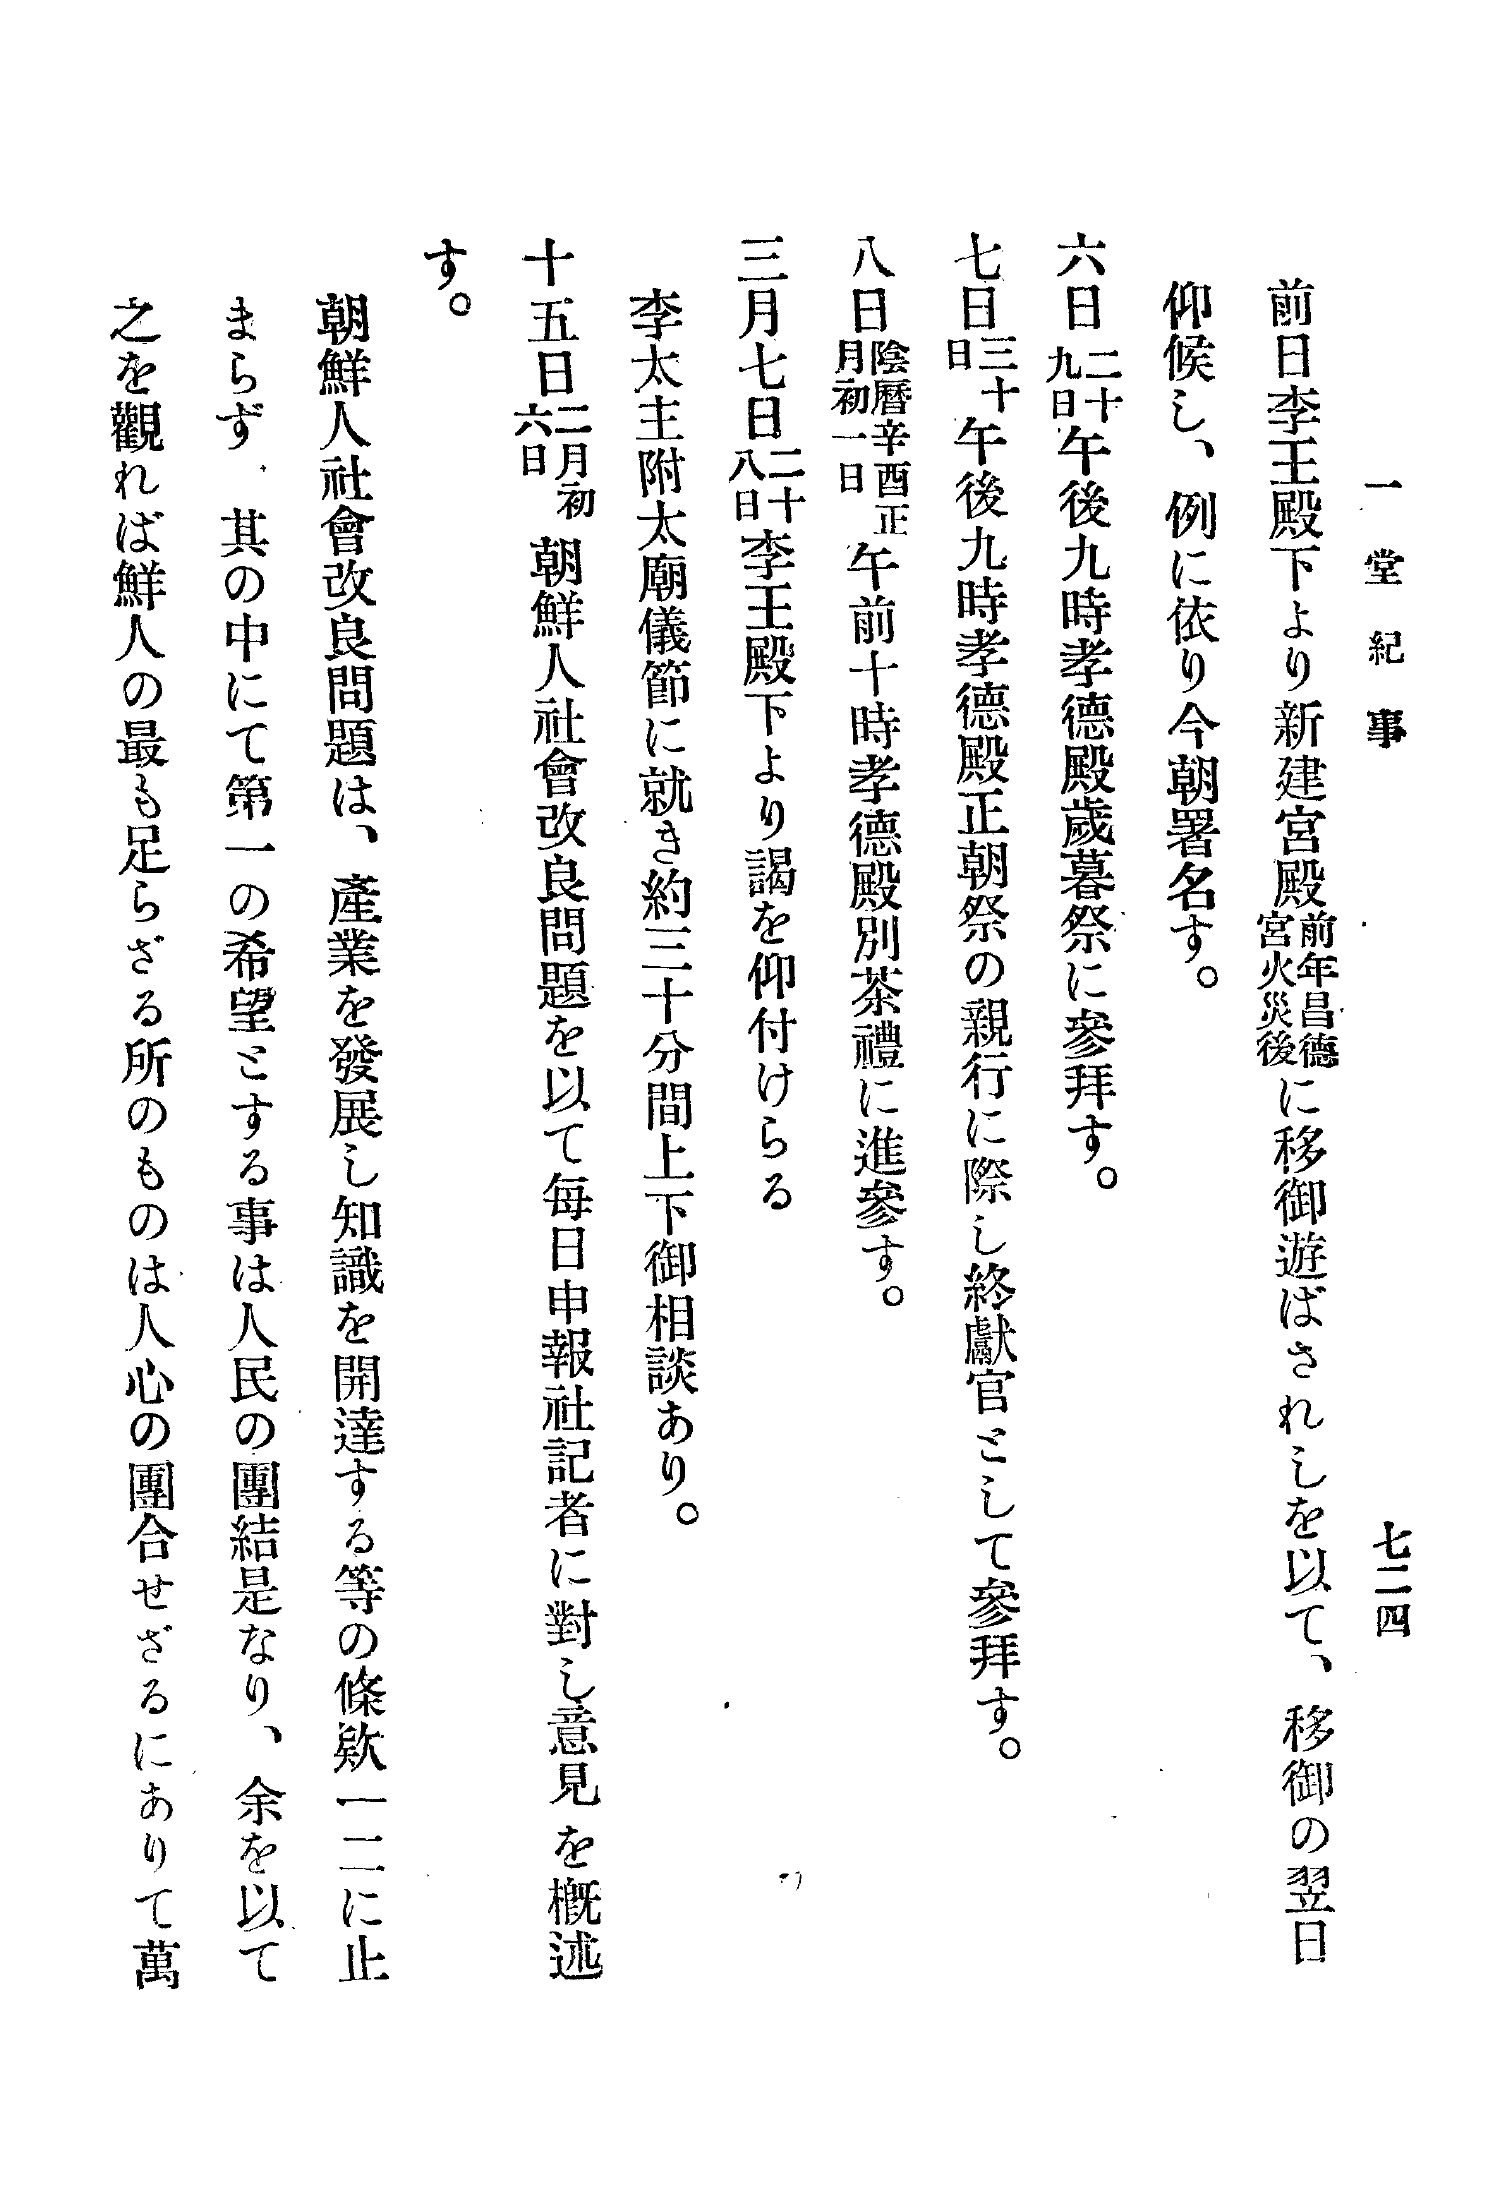 一堂紀事
七二四
前日李王殿下より新建宮殿前年昌德宮火災後に移御遊ばされしを以て、移御の翌日
仰候し、例に依り今朝署名す。
六日二十九日午後九時孝德殿歲暮祭に參拜す。
七日三十日午後九時孝德殿正朝祭の親行に際し終獻官として參拜す。
八日陰曆辛酉正月初一日午前十時孝德殿別茶禮に進參す。
三月七日二十八日李王殿下より謁を仰付けらる
李太主附太廟儀節に就き約三十分間上下御相談あり。
十五日二月初六日朝鮮人社會改良問題を以て每日申報社記者に對し意見を槪述
す。
朝鮮人社會改良問題は、產業を發展し知識を開達する等の條欵一二に止
まらず、其の中にて第一の希望とする事は人民の團結是なり、余を以て
之を觀れば鮮人の最も足らざる所のものは人心の團合せざるにありて萬